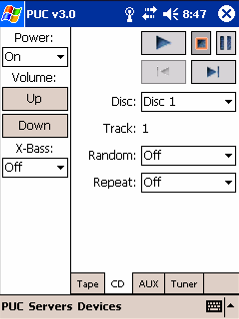 PUC v3.0 8:47
Power:
On
Volume:
Up
Down
X-Bass:
Off
Disc: Disc 1
Track: 1
Random: Off
Repeat: Off
Tape CD AUX Tuner
PUC Servers Devices